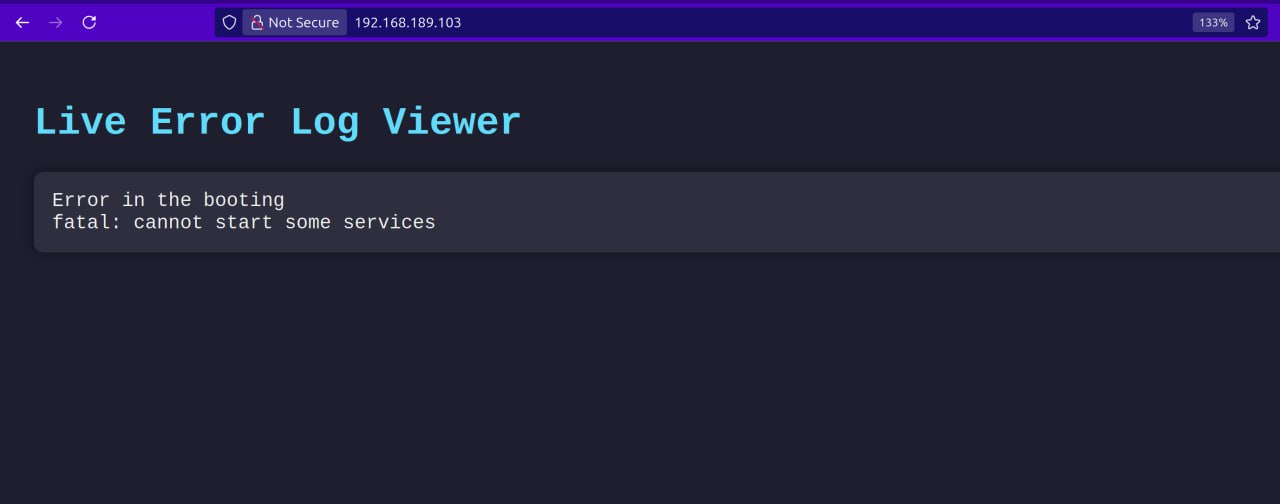 Not Secure 192.168.189.103 133%
Live Error Log Viewer
Error in the booting
fatal: cannot start some services